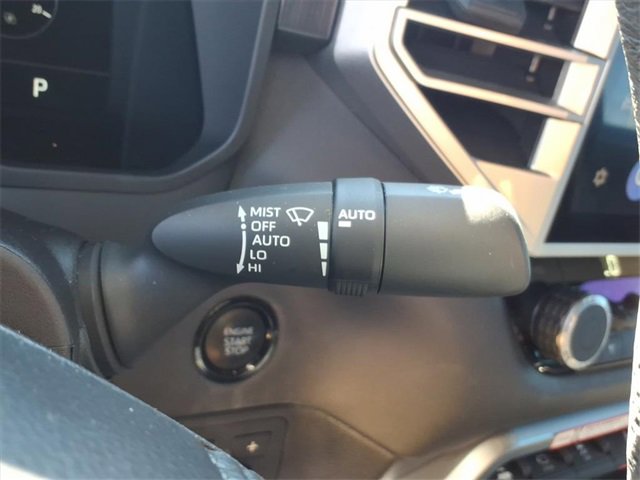 P
MIST
OFF
AUTO
LO
HI
AUTO
ENGINE
START
STOP